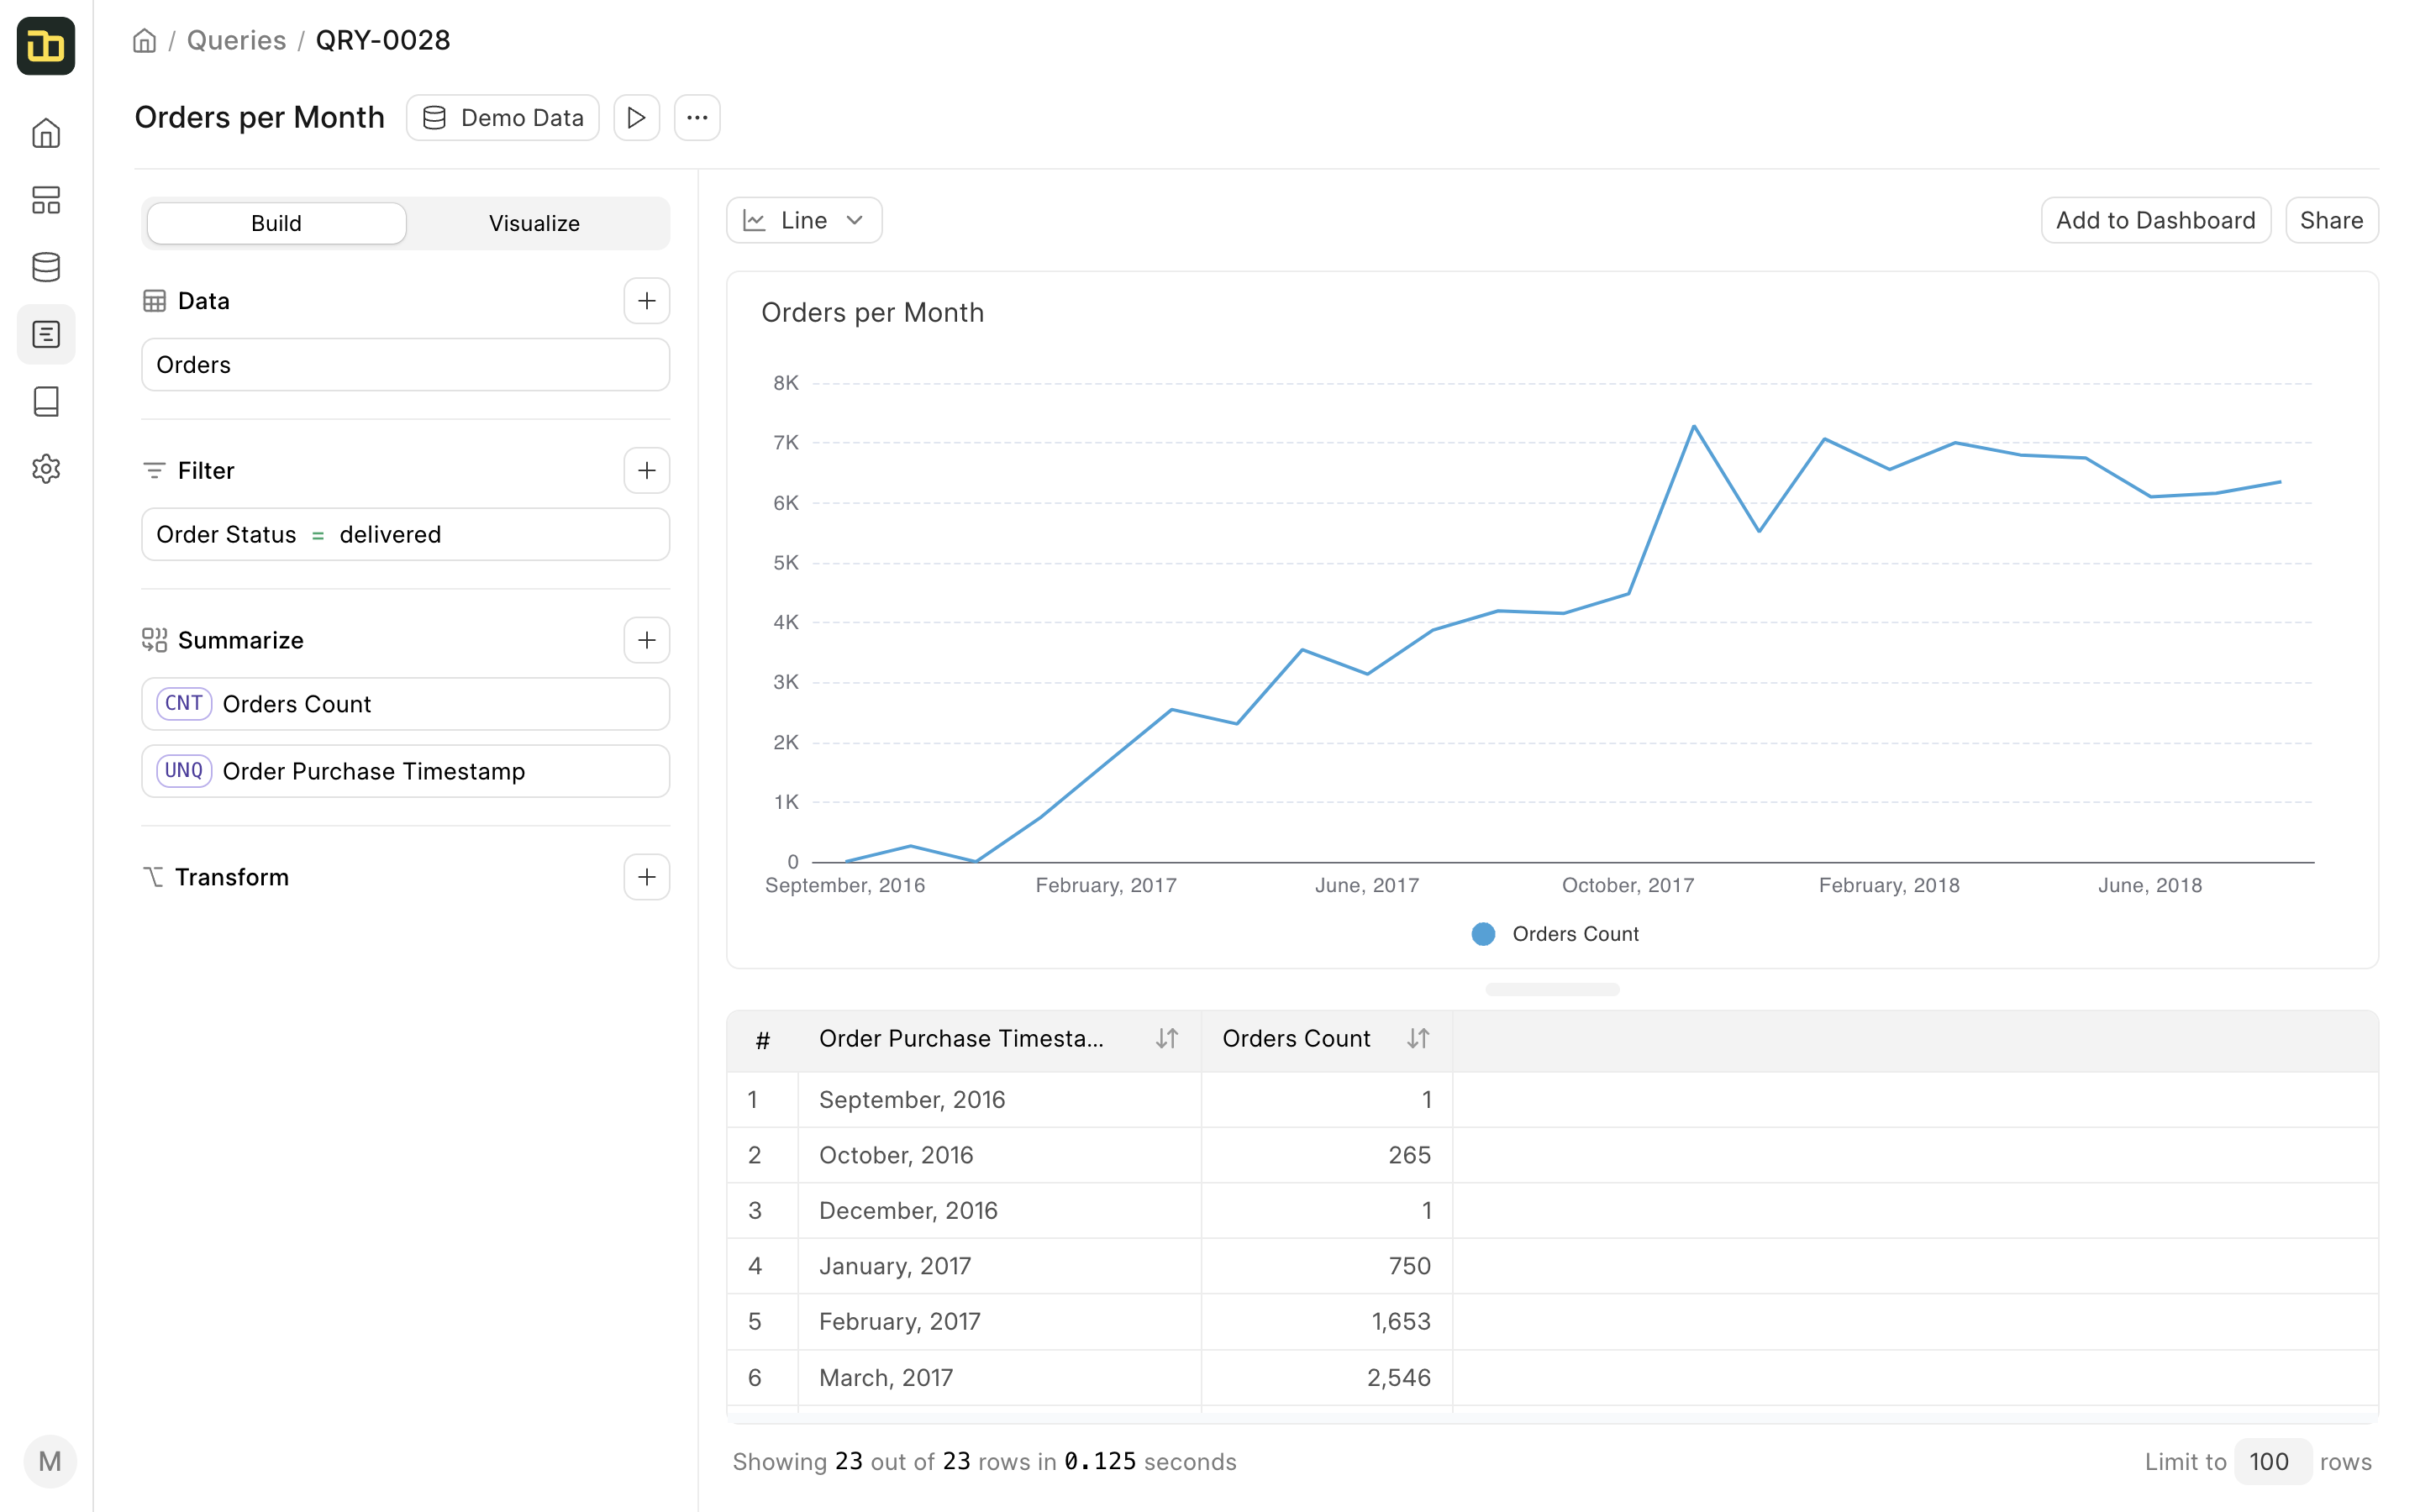 / Queries / QRY-0028
Orders per Month
Demo Data
Build
Visualize
Data
Orders
Filter
Order Status = delivered
Summarize
CNT Orders Count
UNQ Order Purchase Timestamp
Transform
M
Line
Add to Dashboard
Share
Orders per Month
8K
7K
6K
5K
4K
3K
2K
1K
0
September, 2016
February, 2017
June, 2017
October, 2017
February, 2018
June, 2018
Orders Count
# Order Purchase Timesta... Orders Count
1 September, 2016 1
2 October, 2016 265
3 December, 2016 1
4 January, 2017 750
5 February, 2017 1,653
6 March, 2017 2,546
Showing 23 out of 23 rows in 0.125 seconds
Limit to 100 rows